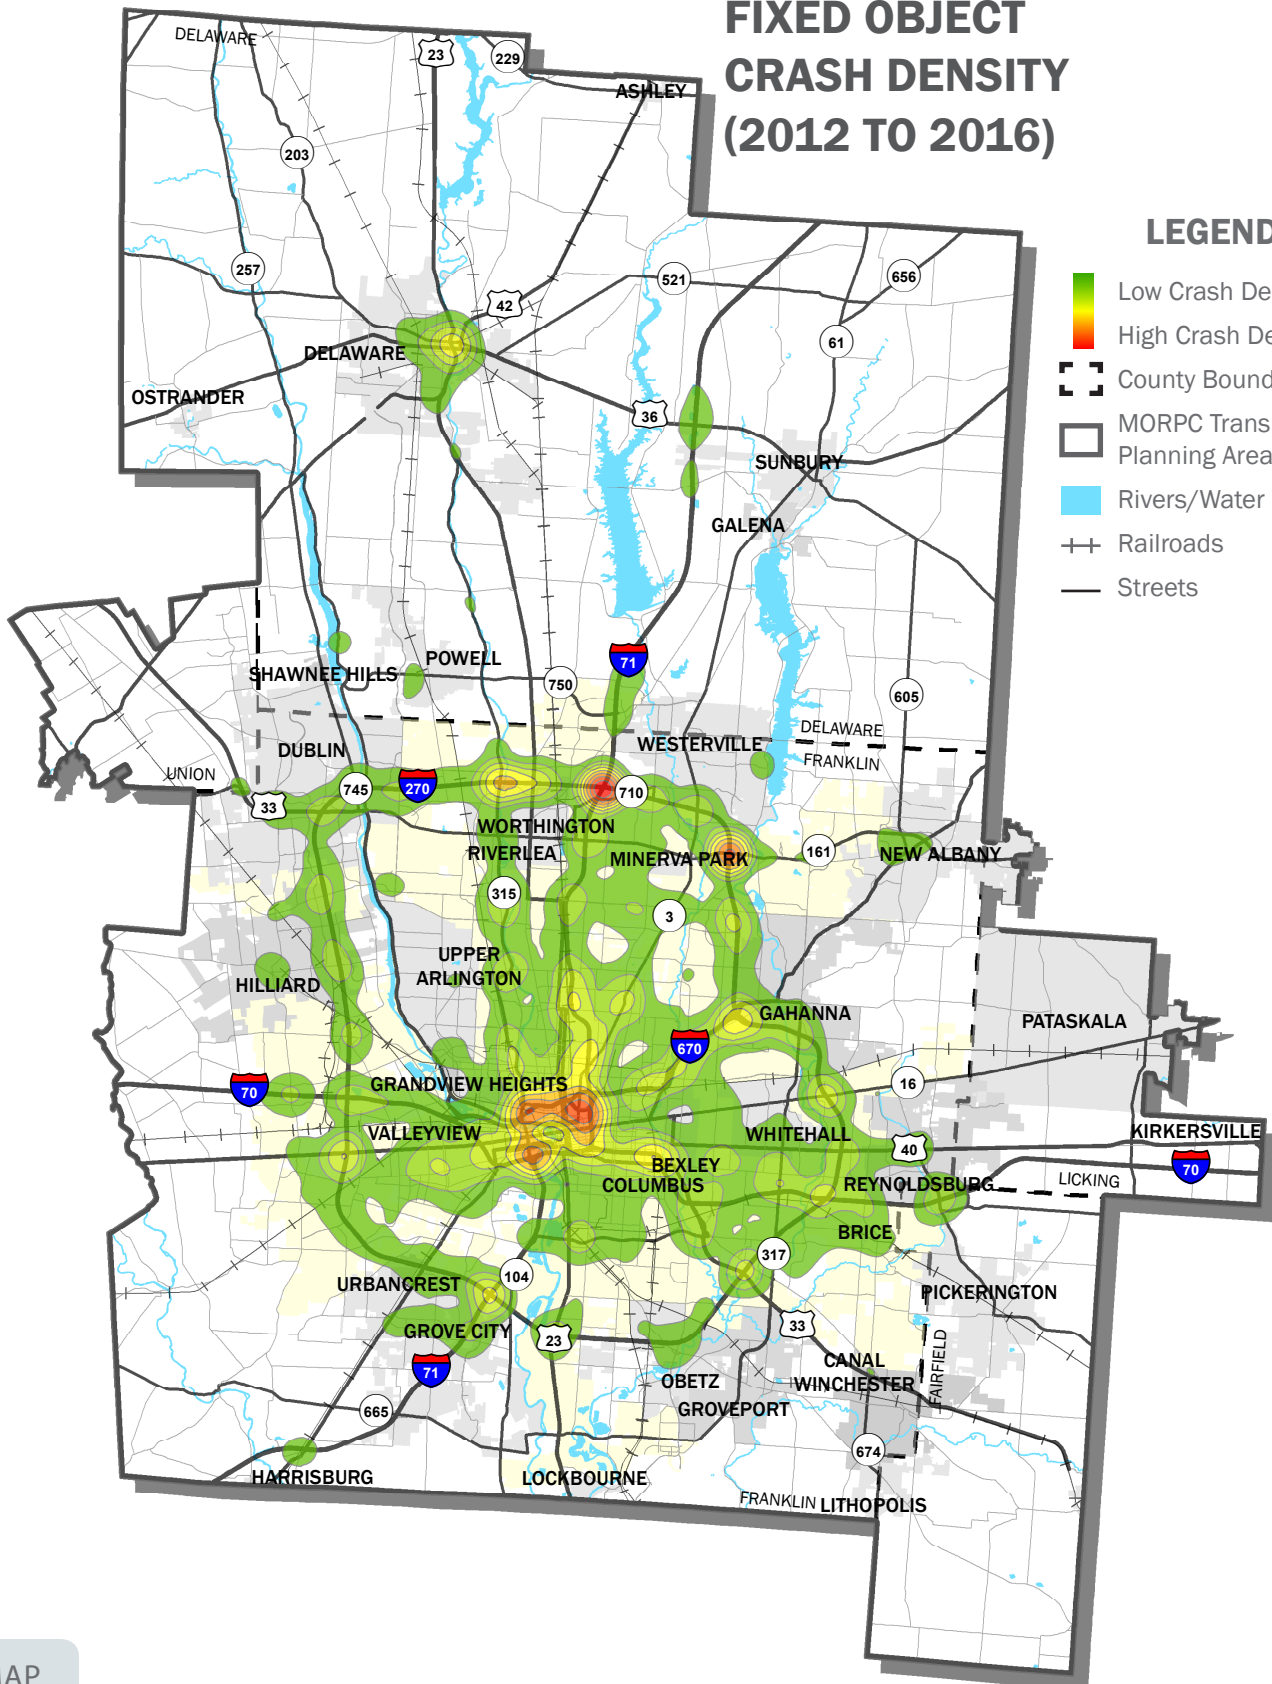 FIXED OBJECT
CRASH DENSITY
(2012 TO 2016)
LEGEND
Low Crash De
High Crash De
County Bound
MORPC Trans
Planning Area
Rivers/Water
Railroads
Streets
DELAWARE
23
229
ASHLEY
203
257
521
656
42
61
DELAWARE
OSTRANDER
36
SUNBURY
GALENA
71
POWELL
SHAWNEE HILLS
750
605
DELAWARE
WESTERVILLE
DUBLIN
FRANKLIN
UNION
745
270
710
33
WORTHINGTON
RIVERLEA
MINERVA PARK
161
NEW ALBANY
315
3
UPPER
ARLINGTON
HILLIARD
GAHANNA
PATASKALA
670
70
GRANDVIEW HEIGHTS
16
VALLEYVIEW
WHITEHALL
KIRKERSVILLE
40
BEXLEY
70
COLUMBUS
REYNOLDSBURG
LICKING
BRICE
317
104
URBANCREST
PICKERINGTON
GROVE CITY
23
33
71
CANAL
WINCHESTER
FAIRFIELD
OBETZ
GROVEPORT
665
674
HARRISBURG
LOCKBOURNE
FRANKLIN
LITHOPOLIS
MAP